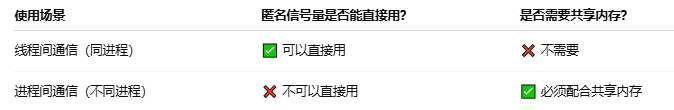 使用场景 匿名信号量是否能直接用? 是否需要共享内存?
线程间通信（同进程） ✅ 可以直接用 ❌ 不需要
进程间通信（不同进程） ❌ 不可以直接用 ✅ 必须配合共享内存